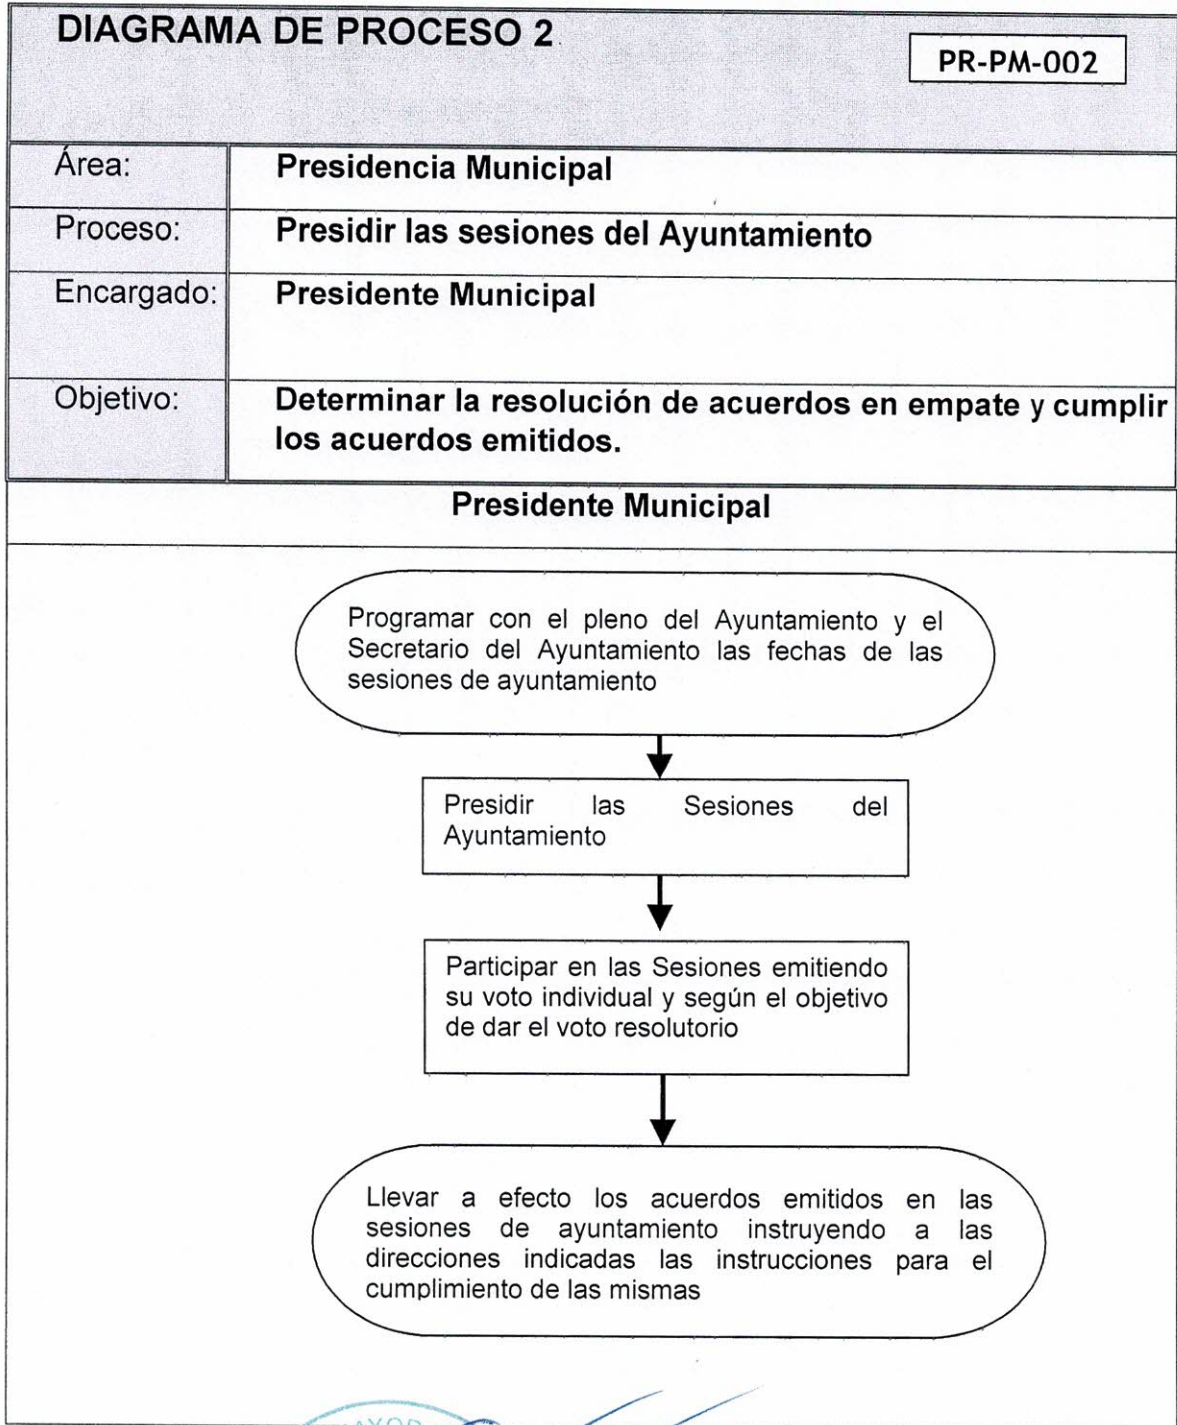 DIAGRAMA DE PROCESO 2
PR-PM-002
Área: Presidencia Municipal
Proceso: Presidir las sesiones del Ayuntamiento
Encargado: Presidente Municipal
Objetivo: Determinar la resolución de acuerdos en empate y cumplir
los acuerdos emitidos.
Presidente Municipal
Programar con el pleno del Ayuntamiento y el
Secretario del Ayuntamiento las fechas de las
sesiones de ayuntamiento
Presidir las Sesiones del
Ayuntamiento
Participar en las Sesiones emitiendo
su voto individual y según el objetivo
de dar el voto resolutorio
Llevar a efecto los acuerdos emitidos en las
sesiones de ayuntamiento instruyendo a las
direcciones indicadas las instrucciones para el
cumplimiento de las mismas